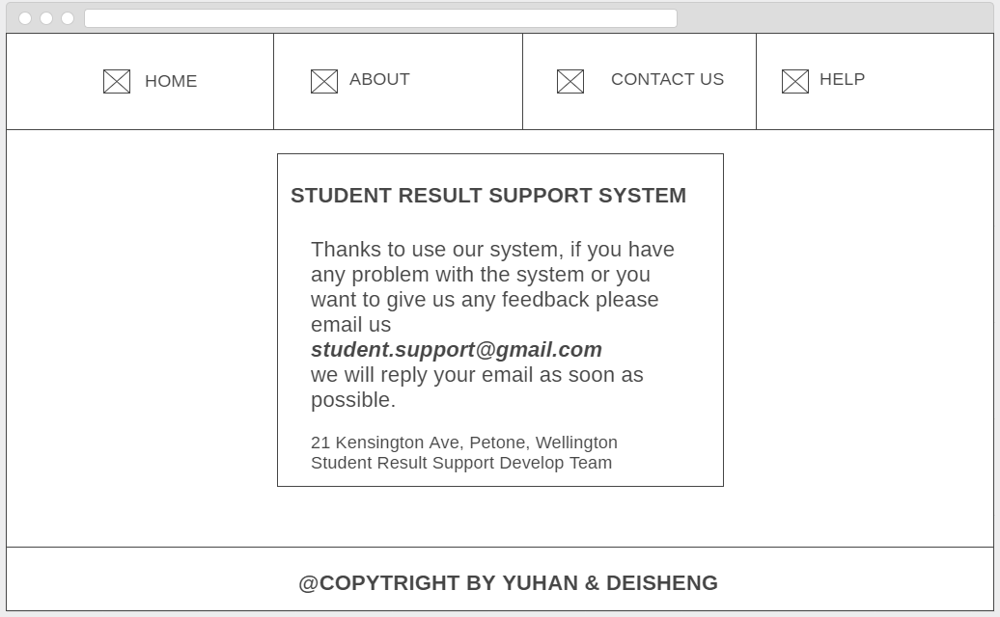 HOME ABOUT CONTACT US HELP
STUDENT RESULT SUPPORT SYSTEM
Thanks to use our system, if you have
any problem with the system or you
want to give us any feedback please
email us
student.support@gmail.com
we will reply your email as soon as
possible.
21 Kensington Ave, Petone, Wellington
Student Result Support Develop Team
@COPYTRIGHT BY YUHAN & DEISHENG